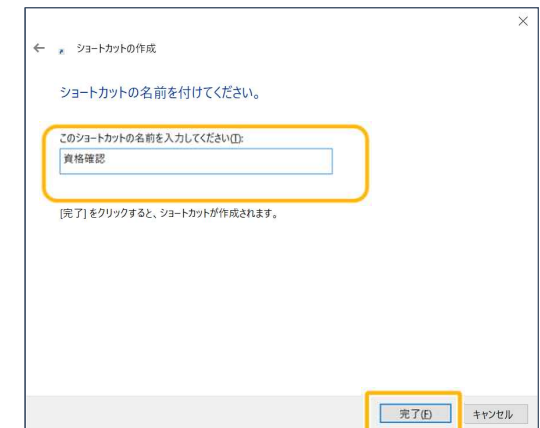 ショートカットの作成
ショートカットの名前を付けてください。
このショートカットの名前を入力してください(T):
資格確認
[完了] をクリックすると、ショートカットが作成されます。
完了(F)
キャンセル